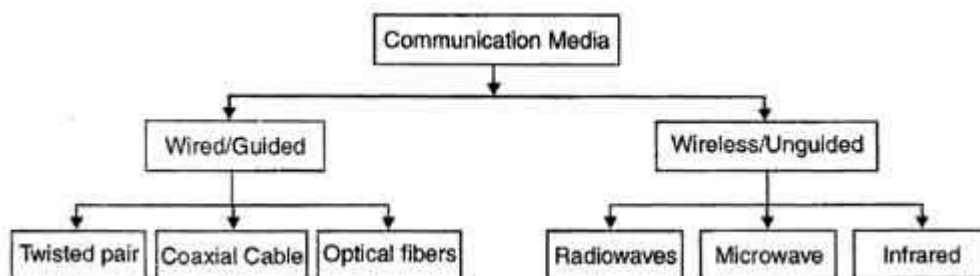 Communication Media
Wired/Guided
Wireless/Unguided
Twisted pair
Coaxial Cable
Optical fibers
Radiowaves
Microwave
Infrared